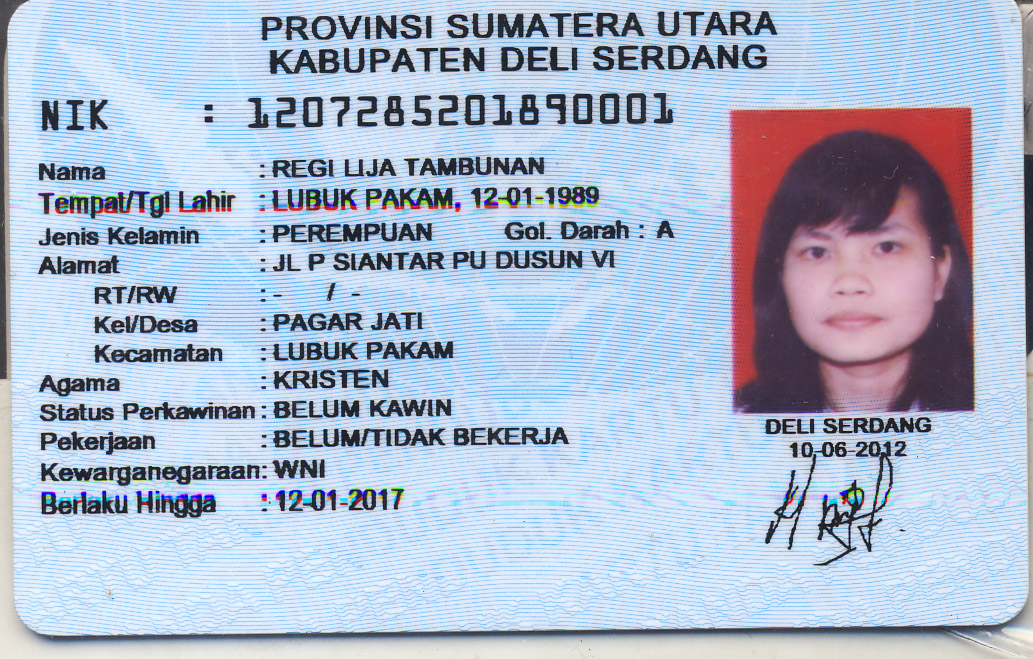 PROVINSI SUMATERA UTARA
KABUPATEN DELI SERDANG
NIK : 1207285201890001
Nama : REGI LIJA TAMBUNAN
Tempat/Tgl Lahir : LUBUK PAKAM, 12-01-1989
Jenis Kelamin : PEREMPUAN Gol. Darah : A
Alamat : JL P SIANTAR PU DUSUN VI
RT/RW : - / -
Kel/Desa : PAGAR JATI
Kecamatan : LUBUK PAKAM
Agama : KRISTEN
Status Perkawinan : BELUM KAWIN
Pekerjaan : BELUM/TIDAK BEKERJA
Kewarganegaraan : WNI
Berlaku Hingga : 12-01-2017
DELI SERDANG
10-06-2012